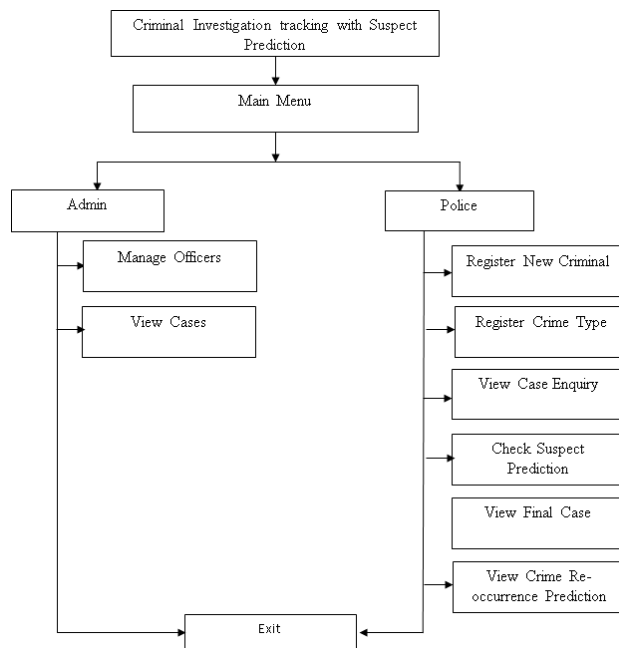 Criminal Investigation tracking with Suspect
Prediction
Main Menu
Admin
Police
Manage Officers
View Cases
Register New Criminal
Register Crime Type
View Case Enquiry
Check Suspect
Prediction
View Final Case
View Crime Re-
occurrence Prediction
Exit